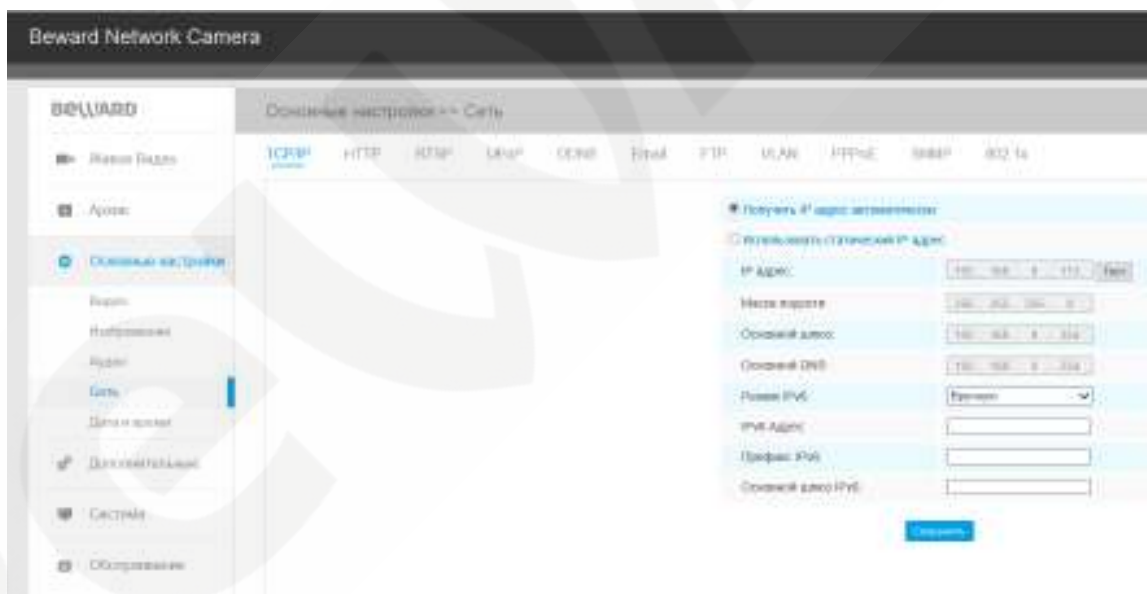 Beward Network Camera
BEWARD
Основные настройки >> Сеть
Живое Видео
TCP/IP HTTP RTSP UPnP DDNS Email FTP VLAN PPPoE SNMP 802.1x
Архив
Получить IP адрес автоматически
Использовать статический IP адрес
Основные настройки
IP адрес: Тест
Видео
Маска подсети
Изображение
Основной шлюз:
Аудио
Основной DNS
Сеть
Режим IPv6 Вручную
Дата и время
IPv6 Адрес
Дополнительные
Префикс IPv6
Основной шлюз IPv6
Система
Сохранить
Обслуживание